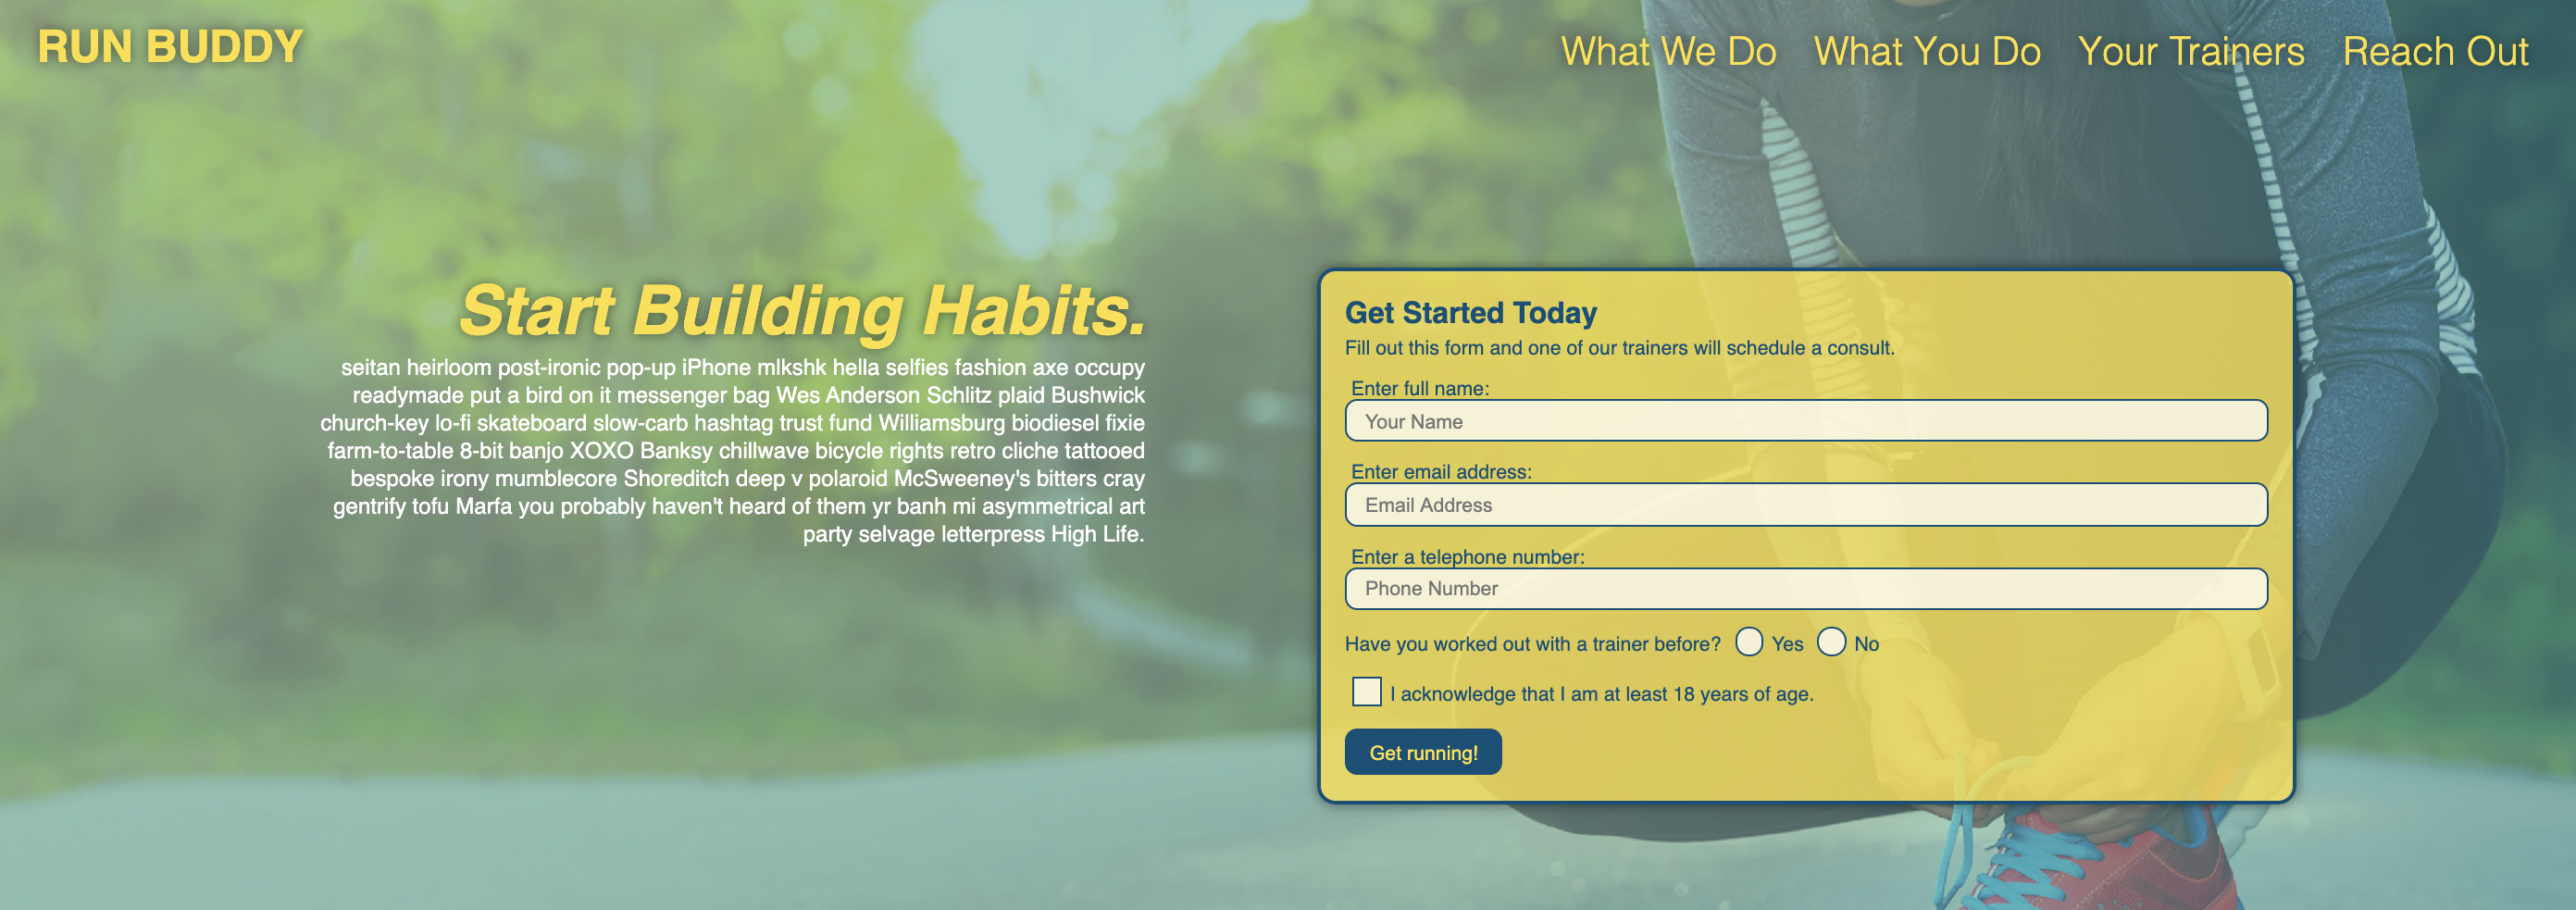 RUN BUDDY
What We Do What You Do Your Trainers Reach Out
Start Building Habits.
seitan heirloom post-ironic pop-up iPhone mlkshk hella selfies fashion axe occupy
readymade put a bird on it messenger bag Wes Anderson Schlitz plaid Bushwick
church-key lo-fi skateboard slow-carb hashtag trust fund Williamsburg biodiesel fixie
farm-to-table 8-bit banjo XOXO Banksy chillwave bicycle rights retro cliche tattooed
bespoke irony mumblecore Shoreditch deep v polaroid McSweeney's bitters cray
gentrify tofu Marfa you probably haven't heard of them yr banh mi asymmetrical art
party selvage letterpress High Life.
Get Started Today
Fill out this form and one of our trainers will schedule a consult.
Enter full name:
Your Name
Enter email address:
Email Address
Enter a telephone number:
Phone Number
Have you worked out with a trainer before? Yes No
I acknowledge that I am at least 18 years of age.
Get running!